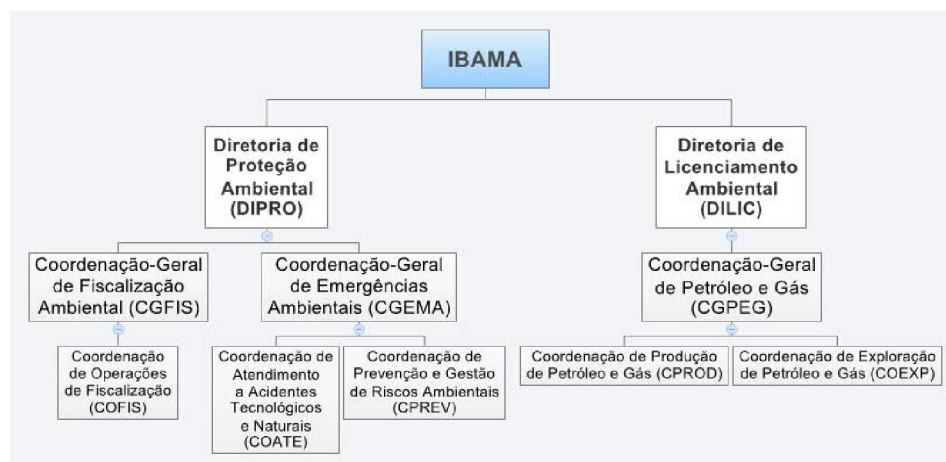 IBAMA
Diretoria de
Proteção
Ambiental
(DIPRO)
Diretoria de
Licenciamento
Ambiental
(DILIC)
Coordenação-Geral
de Fiscalização
Ambiental (CGFIS)
Coordenação-Geral
de Emergências
Ambientais (CGEMA)
Coordenação-Geral
de Petróleo e Gás
(CGPEG)
Coordenação
de Operações
de Fiscalização
(COFIS)
Coordenação de
Atendimento
a Acidentes
Tecnológicos
e Naturais
(COATE)
Coordenação de
Prevenção e Gestão
de Riscos Ambientais
(CPREV)
Coordenação de Produção
de Petróleo e Gás (CPROD)
Coordenação de Exploração
de Petróleo e Gás (COEXP)